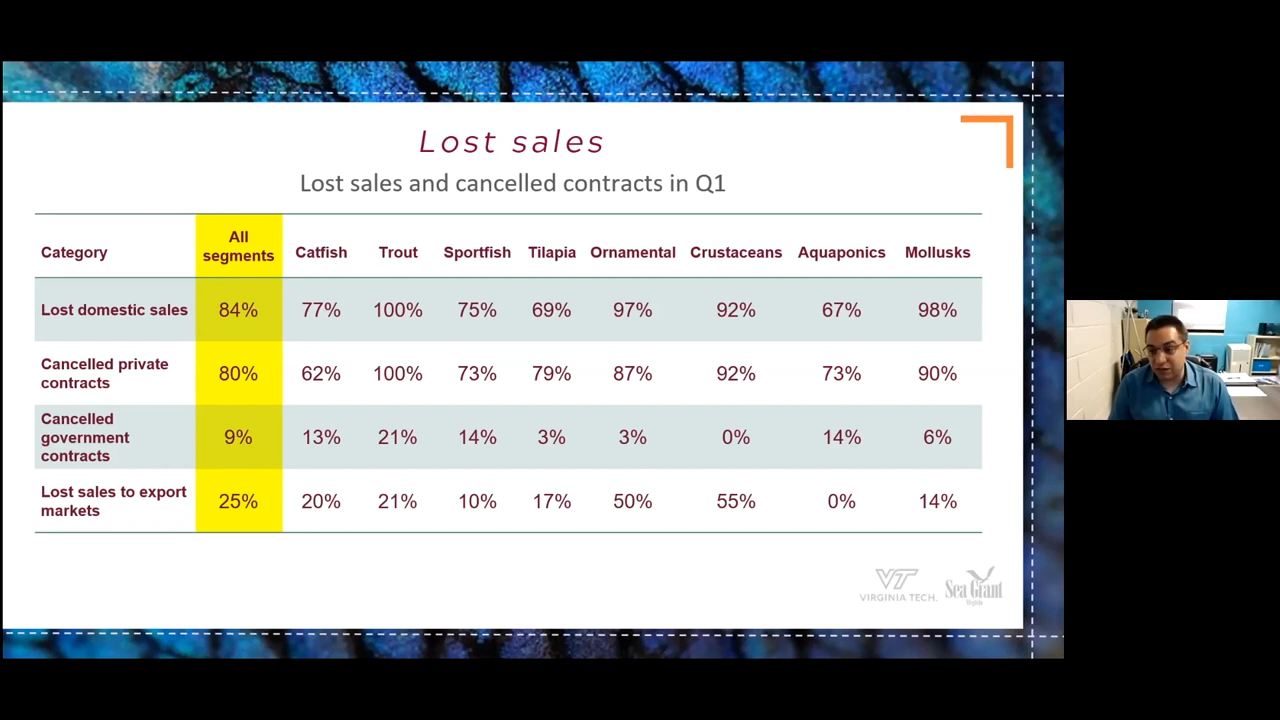 Lost sales
Lost sales and cancelled contracts in Q1
Category All segments Catfish Trout Sportfish Tilapia Ornamental Crustaceans Aquaponics Mollusks
Lost domestic sales 84% 77% 100% 75% 69% 97% 92% 67% 98%
Cancelled private contracts 80% 62% 100% 73% 79% 87% 92% 73% 90%
Cancelled government contracts 9% 13% 21% 14% 3% 3% 0% 14% 6%
Lost sales to export markets 25% 20% 21% 10% 17% 50% 55% 0% 14%
VT
VIRGINIA TECH.
Sea Grant
Virginia